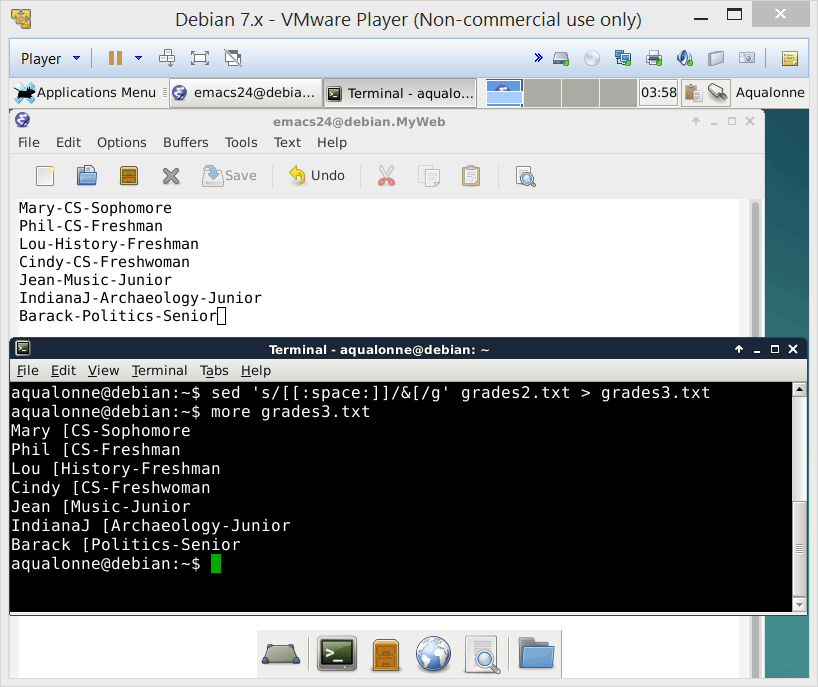 Debian 7.x - VMware Player (Non-commercial use only)
Player
Applications Menu
emacs24@debia...
Terminal - aqualo...
03:58
Aqualonne
emacs24@debian.MyWeb
File Edit Options Buffers Tools Text Help
Save Undo
Mary-CS-Sophomore
Phil-CS-Freshman
Lou-History-Freshman
Cindy-CS-Freshwoman
Jean-Music-Junior
IndianaJ-Archaeology-Junior
Barack-Politics-Senior
Terminal - aqualonne@debian: ~
File Edit View Terminal Tabs Help
aqualonne@debian:~$ sed 's/[[:space:]]/&[/g' grades2.txt > grades3.txt
aqualonne@debian:~$ more grades3.txt
Mary [CS-Sophomore
Phil [CS-Freshman
Lou [History-Freshman
Cindy [CS-Freshwoman
Jean [Music-Junior
IndianaJ [Archaeology-Junior
Barack [Politics-Senior
aqualonne@debian:~$